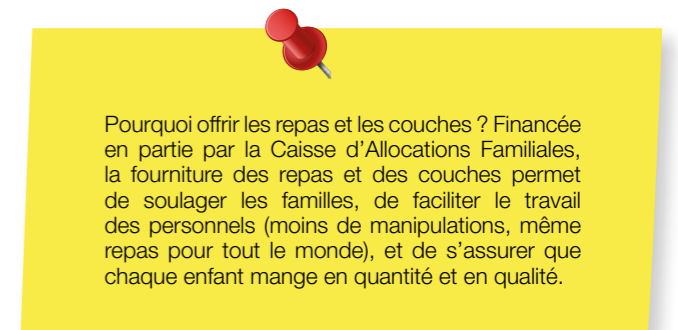 Pourquoi offrir les repas et les couches ? Financée
en partie par la Caisse d'Allocations Familiales,
la fourniture des repas et des couches permet
de soulager les familles, de faciliter le travail
des personnels (moins de manipulations, même
repas pour tout le monde), et de s'assurer que
chaque enfant mange en quantité et en qualité.